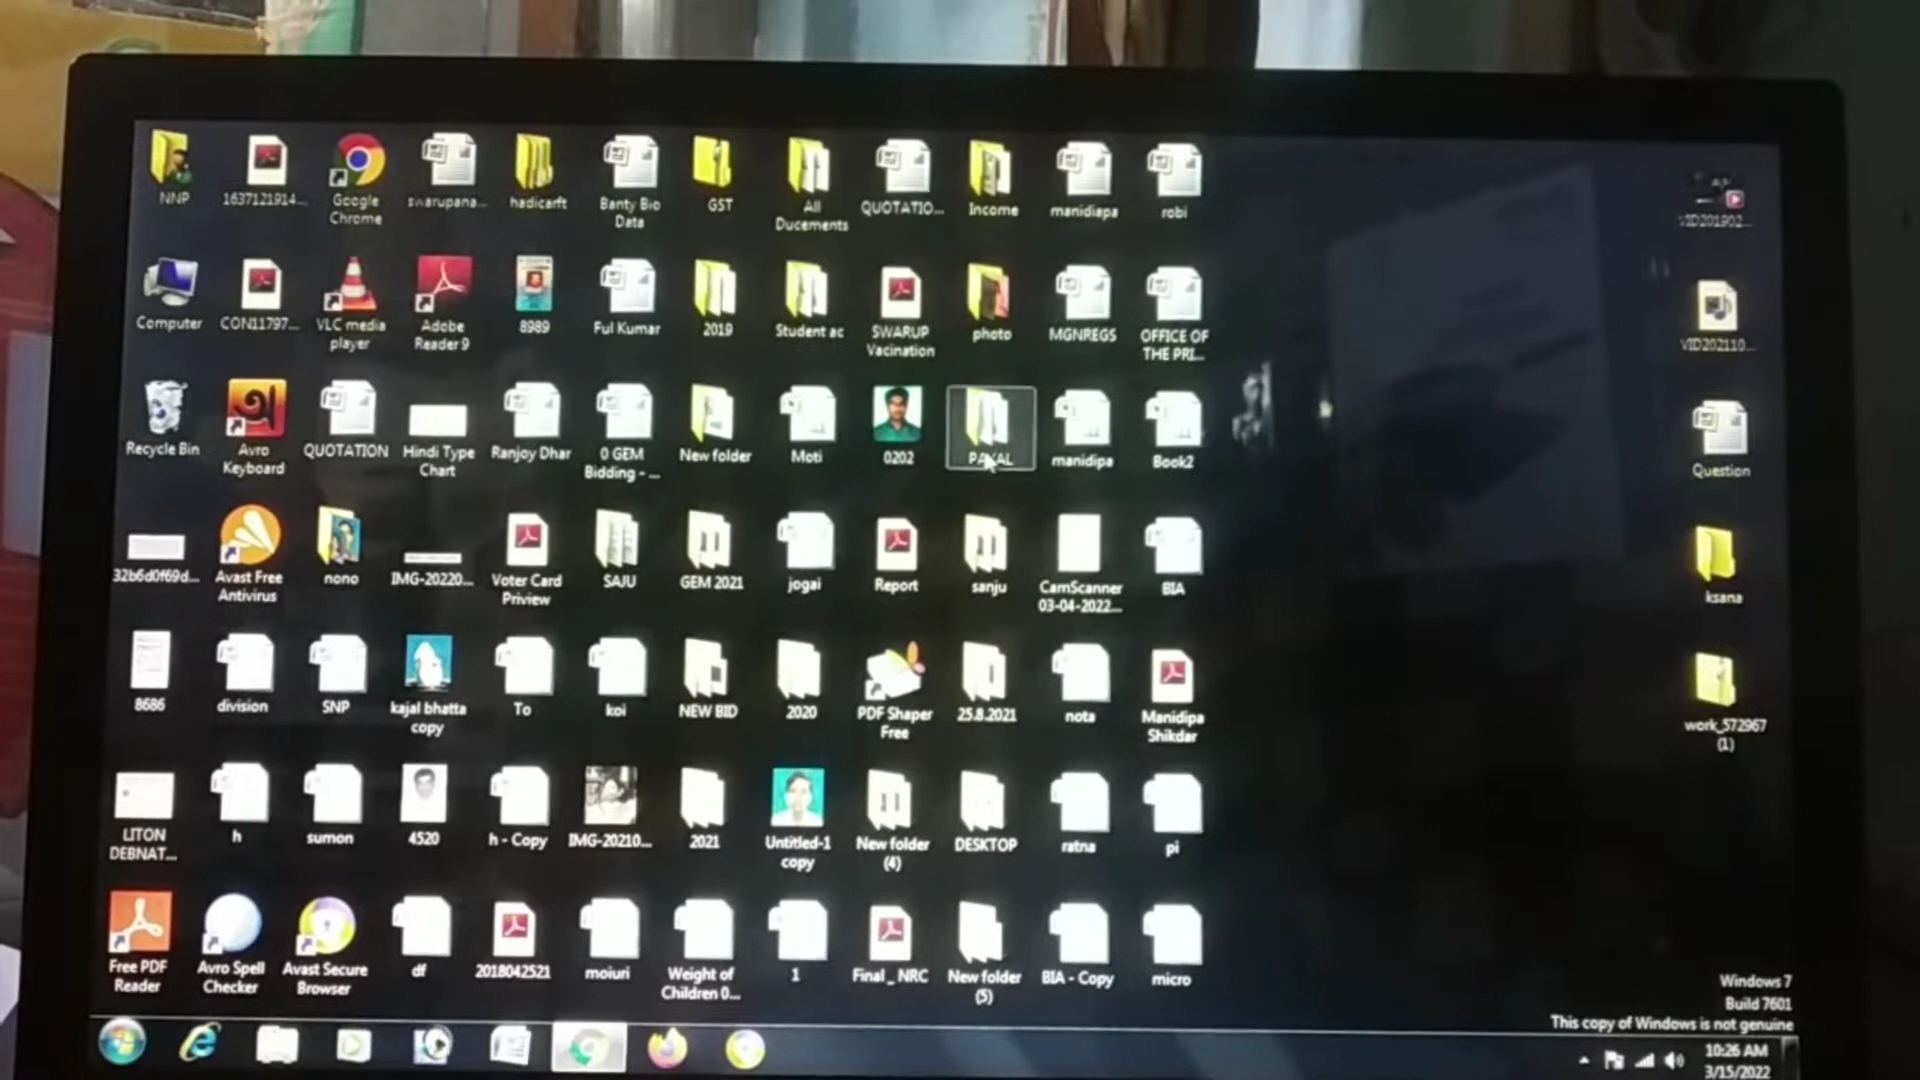 NNP
1637121914...
Google
Chrome
swarupana...
hadicarft
Banty Bio
Data
GST
All
Ducements
QUOTATIO...
Income
manidiapa
robi
VID201902...
Computer
CON11797...
VLC media
player
Adobe
Reader 9
8989
Ful Kumar
2019
Student ac
SWARUP
Vacination
photo
MGNREGS
OFFICE OF
THE PRI...
VID202110...
Recycle Bin
Avro
Keyboard
QUOTATION
Hindi Type
Chart
Ranjoy Dhar
0 GEM
Bidding - ...
New folder
Moti
0202
PAYAL
manidipa
Book2
Question
32b6d0f69d...
Avast Free
Antivirus
nono
IMG-20220...
Voter Card
Priview
SAJU
GEM 2021
jogai
Report
sanju
CamScanner
03-04-2022...
BIA
ksana
8686
division
SNP
kajal bhatta
copy
To
koi
NEW BID
2020
PDF Shaper
Free
25.8.2021
nota
Manidipa
Shikdar
work_572967
(1)
LITON
DEBNAT...
h
sumon
4520
h - Copy
IMG-20210...
2021
Untitled-1
copy
New folder
(4)
DESKTOP
ratna
pi
Free PDF
Reader
Avro Spell
Checker
Avast Secure
Browser
df
2018042521
moiuri
Weight of
Children 0...
1
Final_ NRC
New folder
(5)
BIA - Copy
micro
Windows 7
Build 7601
This copy of Windows is not genuine
10:26 AM
3/15/2022